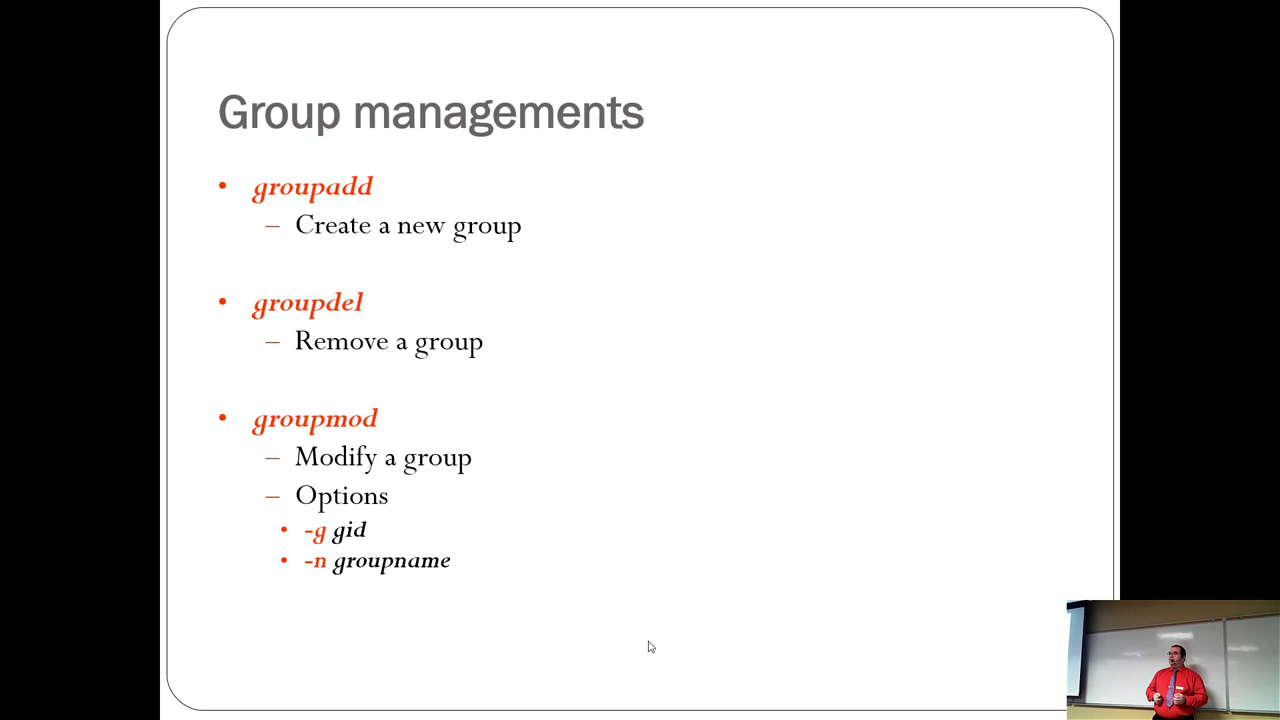 Group managements
• groupadd
– Create a new group
• groupdel
– Remove a group
• groupmod
– Modify a group
– Options
• -g gid
• -n groupname